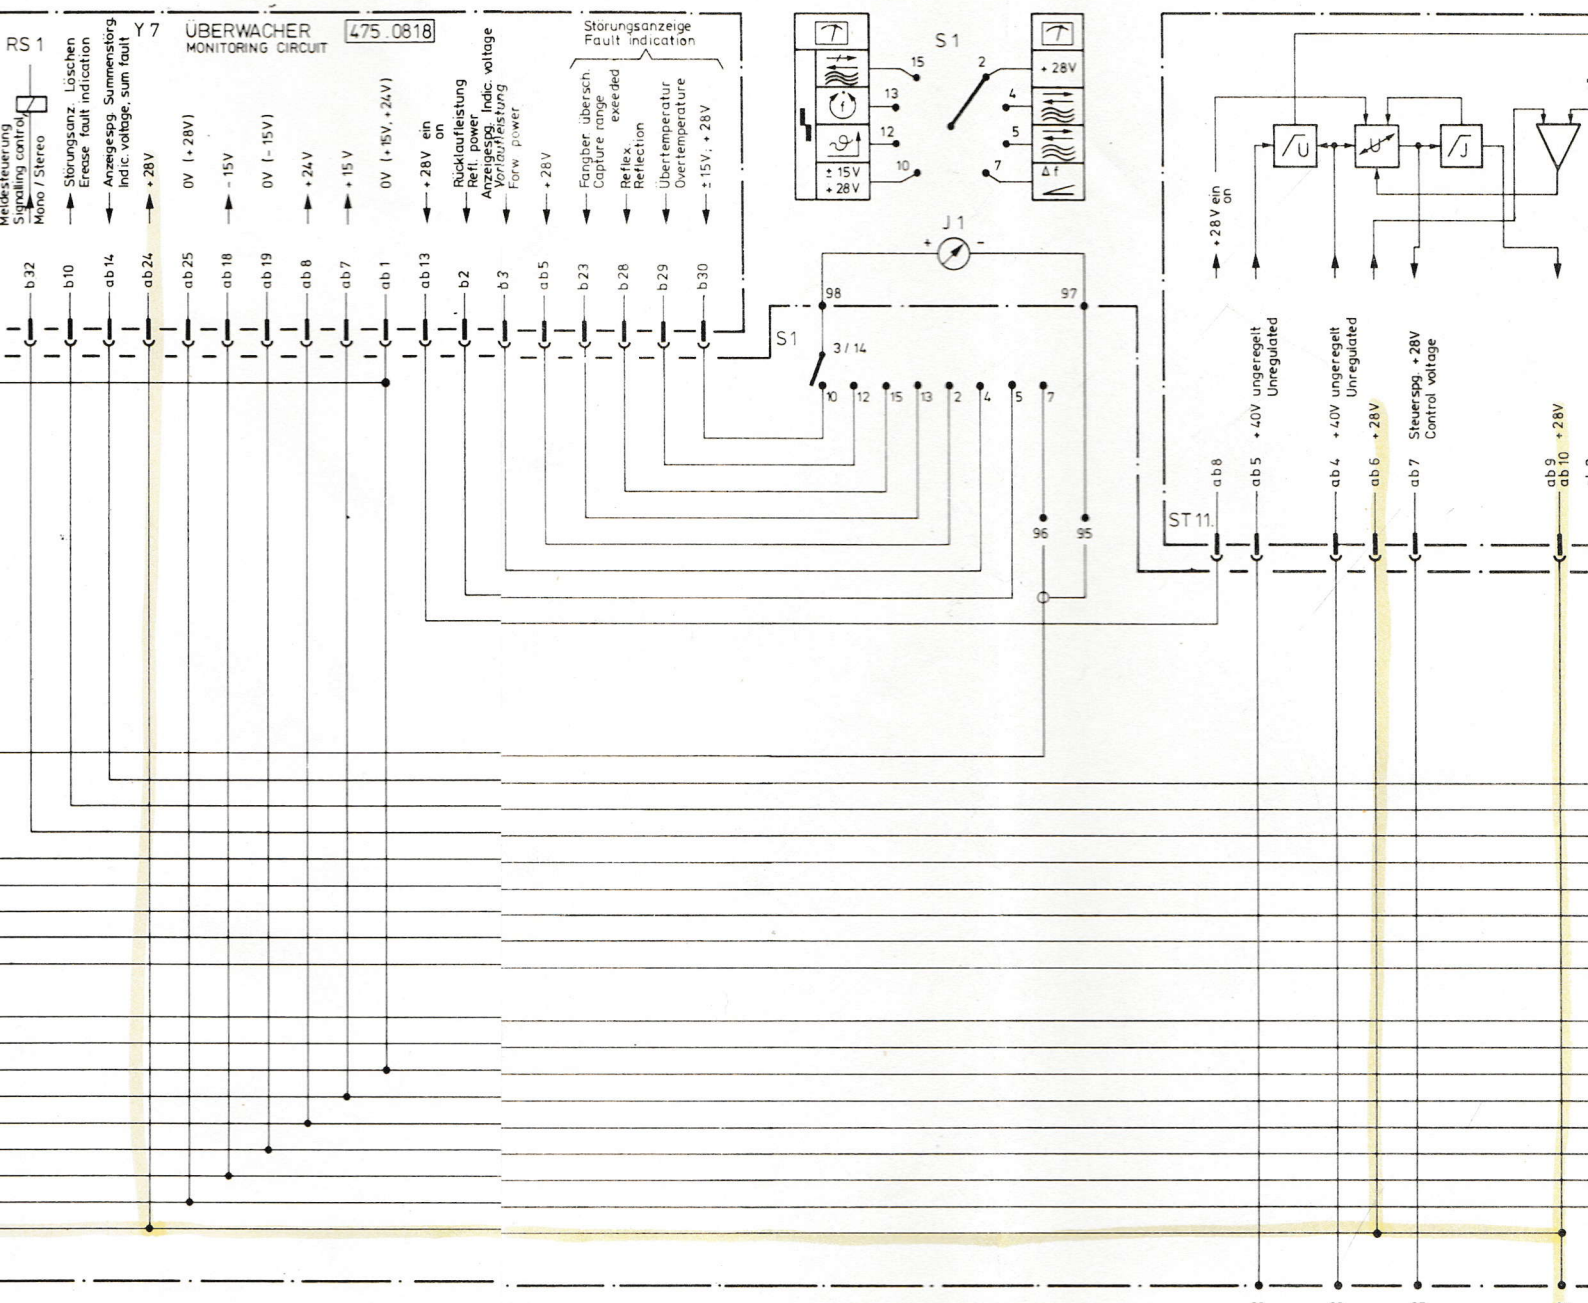 RS 1
Meldesteuerung
Signalling control
Mono / Stereo
Störungsanz. Löschen
Erease fault indication
Anzeigespg. Summenstörg.
Indic. voltage, sum fault
Y 7
ÜBERWACHER
MONITORING CIRCUIT
475.0818
+28V
0V (+28V)
-15V
0V (-15V)
+24V
+15V
0V (+15V, +24V)
+28V ein
on
Rücklaufleistung
Refl. power
Anzeigespg. Indic. voltage
Vorlaufleistung
Forw power
+28V
Störungsanzeige
Fault indication
Fangber. übersch.
Capture range
exeeded
Reflex.
Reflection
Übertemperatur
Overtemperature
±15V; +28V
b32
b10
ab14
ab24
ab25
ab18
ab19
ab8
ab7
ab1
ab13
b2
b3
ab5
b23
b28
b29
b30
S1
15
13
12
10
2
4
5
7
f
ϑ
± 15V
+ 28V
+ 28V
Δf
J1
+
-
98
97
S1
3/14
10
12
15
13
2
4
5
7
96
95
U
U
J
+28V ein
on
+40V ungeregelt
Unregulated
+40V ungeregelt
Unregulated
+28V
Steuerspg. +28V
Control voltage
+28V
ab8
ab5
ab4
ab6
ab7
ab9
ab10
ST 11.